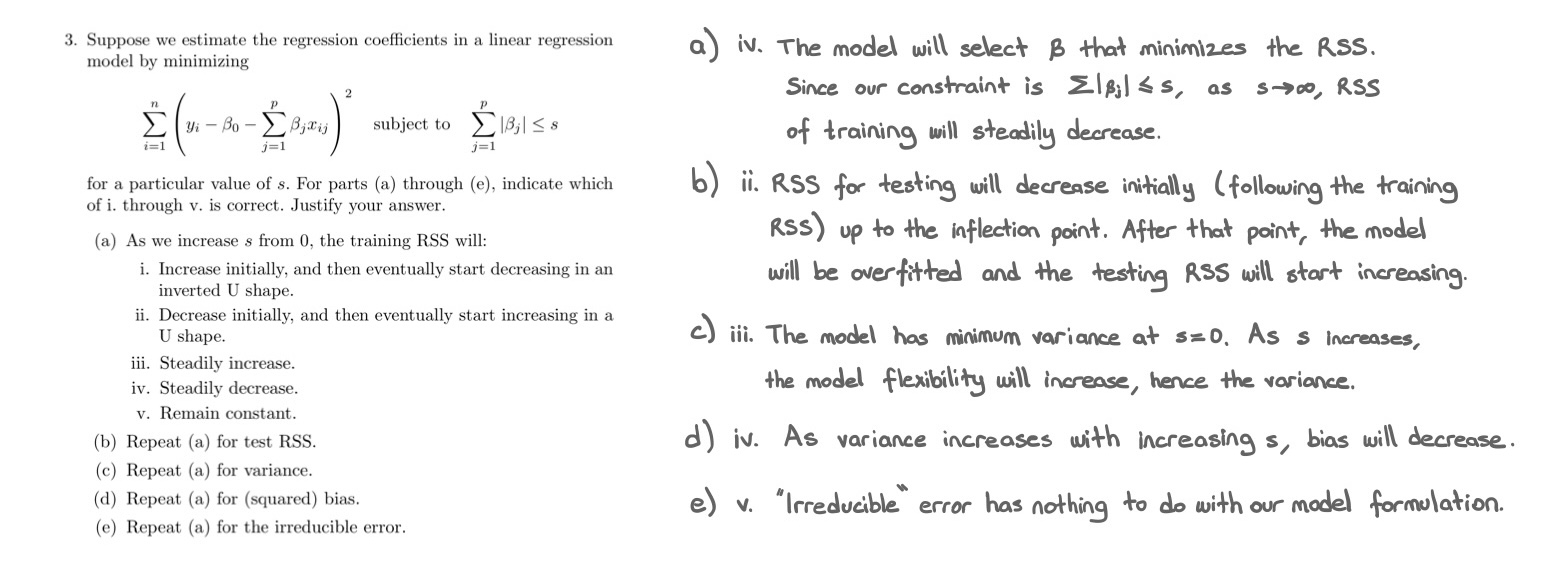 3. Suppose we estimate the regression coefficients in a linear regression
model by minimizing
\sum_{i=1}^{n} \left( y_i - \beta_0 - \sum_{j=1}^{p} \beta_j x_{ij} \right)^2 subject to \sum_{j=1}^{p} |\beta_j| \leq s
for a particular value of s. For parts (a) through (e), indicate which
of i. through v. is correct. Justify your answer.
(a) As we increase s from 0, the training RSS will:
i. Increase initially, and then eventually start decreasing in an
inverted U shape.
ii. Decrease initially, and then eventually start increasing in a
U shape.
iii. Steadily increase.
iv. Steadily decrease.
v. Remain constant.
(b) Repeat (a) for test RSS.
(c) Repeat (a) for variance.
(d) Repeat (a) for (squared) bias.
(e) Repeat (a) for the irreducible error.
a) iv. The model will select β that minimizes the RSS.
Since our constraint is Σ|βj| ≤ s, as s→∞, RSS
of training will steadily decrease.
b) ii. RSS for testing will decrease initially (following the training
RSS) up to the inflection point. After that point, the model
will be overfitted and the testing RSS will start increasing.
c) iii. The model has minimum variance at s=0. As s increases,
the model flexibility will increase, hence the variance.
d) iv. As variance increases with increasing s, bias will decrease.
e) v. "Irreducible" error has nothing to do with our model formulation.